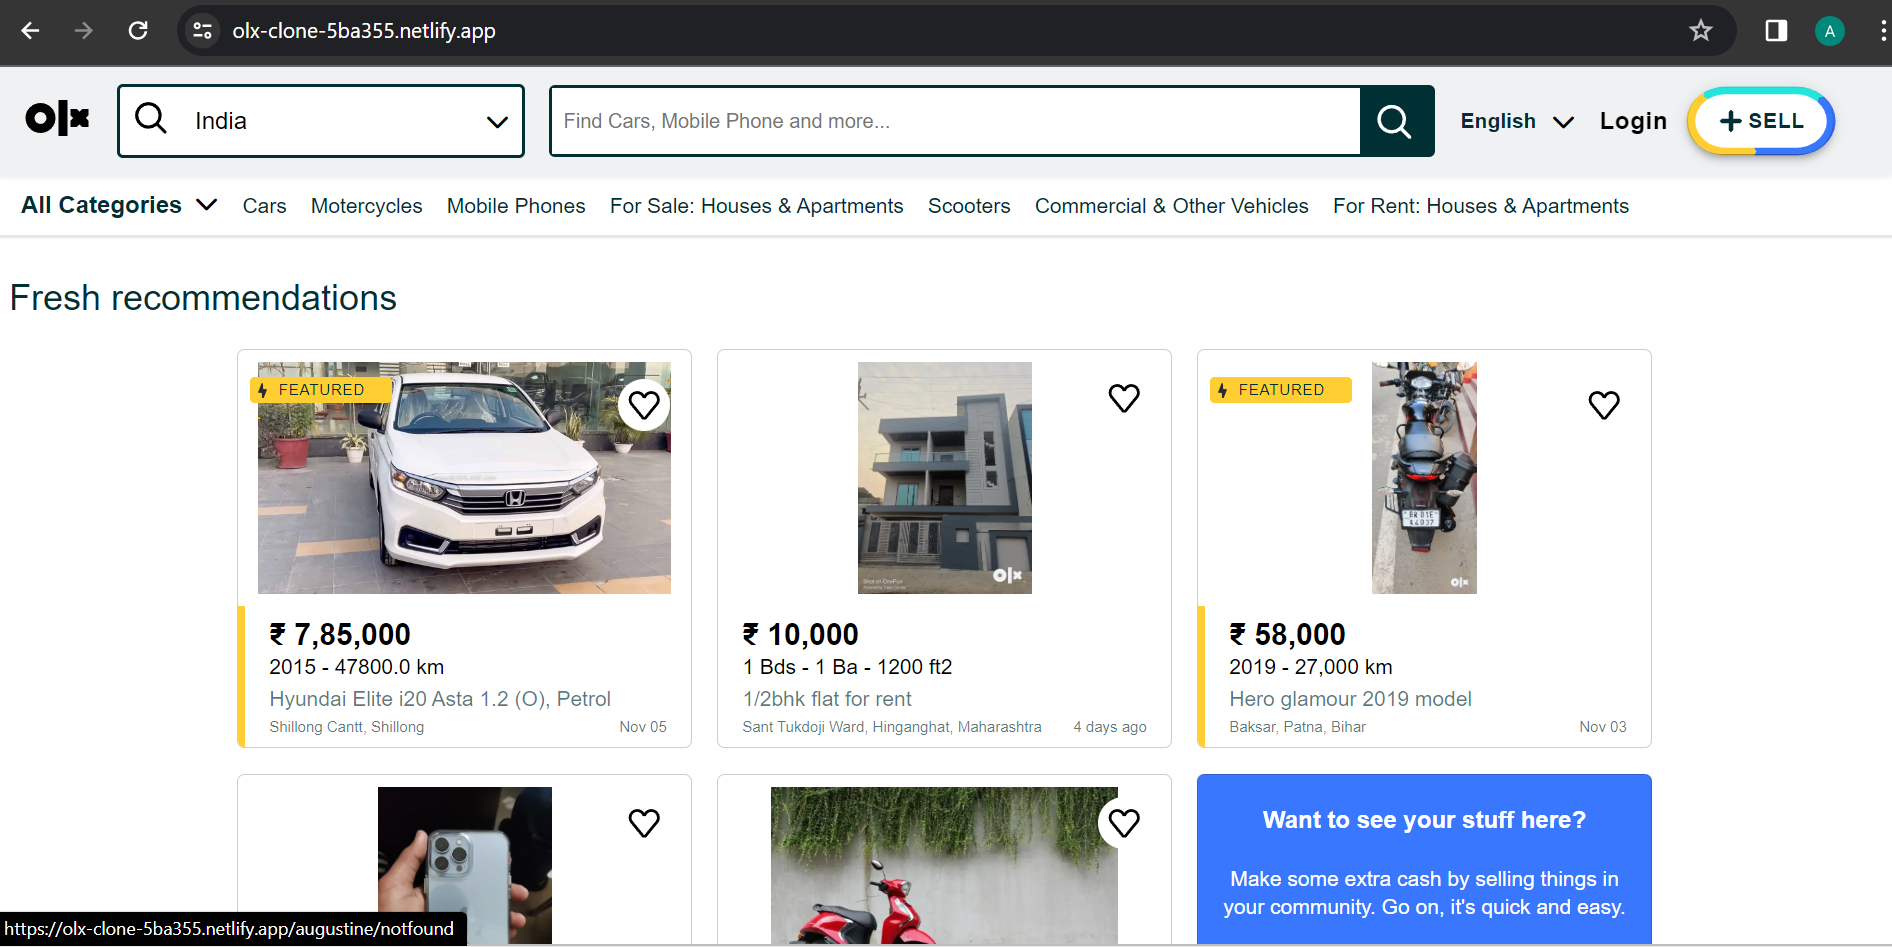 olx-clone-5ba355.netlify.app
A
olx
India
Find Cars, Mobile Phone and more...
English
Login
SELL
All Categories
Cars
Motercycles
Mobile Phones
For Sale: Houses & Apartments
Scooters
Commercial & Other Vehicles
For Rent: Houses & Apartments
Fresh recommendations
FEATURED
₹ 7,85,000
2015 - 47800.0 km
Hyundai Elite i20 Asta 1.2 (O), Petrol
Shillong Cantt, Shillong
Nov 05
Shot on OnePlus
olx
₹ 10,000
1 Bds - 1 Ba - 1200 ft2
1/2bhk flat for rent
Sant Tukdoji Ward, Hinganghat, Maharashtra
4 days ago
FEATURED
olx
₹ 58,000
2019 - 27,000 km
Hero glamour 2019 model
Baksar, Patna, Bihar
Nov 03
Want to see your stuff here?
Make some extra cash by selling things in
your community. Go on, it's quick and easy.
https://olx-clone-5ba355.netlify.app/augustine/notfound